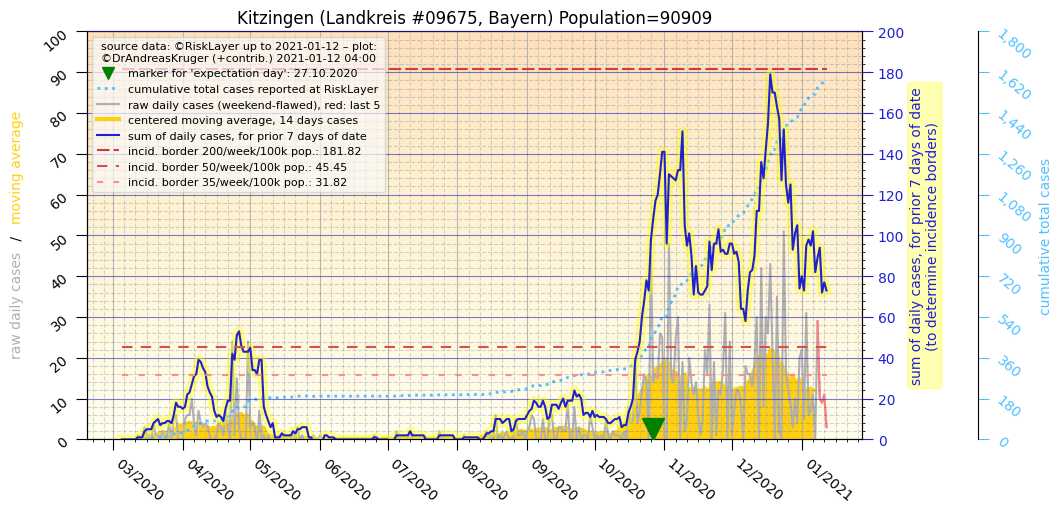 Kitzingen (Landkreis #09675, Bayern) Population=90909
source data: ©RiskLayer up to 2021-01-12 – plot:
©DrAndreasKruger (+contrib.) 2021-01-12 04:00
marker for 'expectation day': 27.10.2020
cumulative total cases reported at RiskLayer
raw daily cases (weekend-flawed), red: last 5
centered moving average, 14 days cases
sum of daily cases, for prior 7 days of date
incid. border 200/week/100k pop.: 181.82
incid. border 50/week/100k pop.: 45.45
incid. border 35/week/100k pop.: 31.82
raw daily cases / moving average
100
90
80
70
60
50
40
30
20
10
0
03/2020
04/2020
05/2020
06/2020
07/2020
08/2020
09/2020
10/2020
11/2020
12/2020
01/2021
200
180
160
140
120
100
80
60
40
20
0
sum of daily cases, for prior 7 days of date
(to determine incidence borders)
1,800
1,620
1,440
1,260
1,080
900
720
540
360
180
0
cumulative total cases